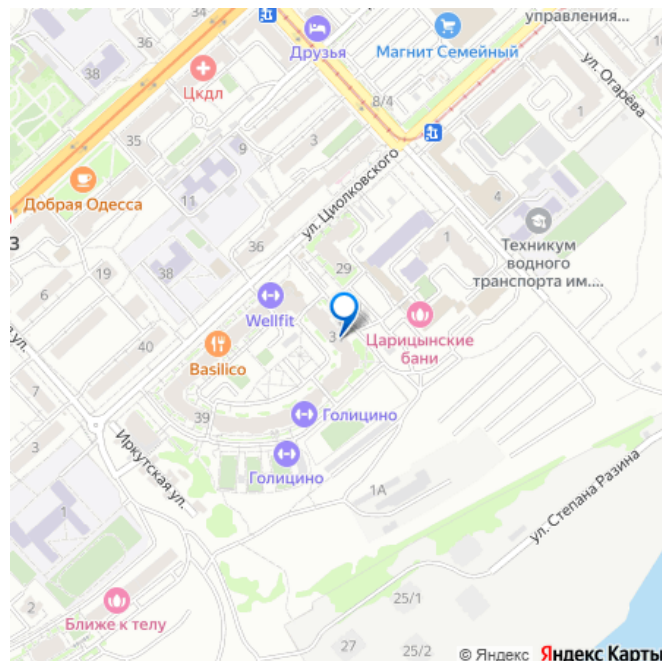 управления...
34
36
Друзья
Магнит Семейный
38
Цкдл
ул. Огарёва
8/4
35
3
9
ул. Циолковского
Добрая Одесса
11
4
Техникум
водного
транспорта им....
З
36
1
19
38
29
6
Wellfit
3
Царицынские
бани
40
Basilico
7
39
Голицино
3
Иркутская ул.
Голицино
1А
ул. Степана Разина
1
2
Ближе к телу
25/1
27
25/2
© Яндекс Яндекс Карты